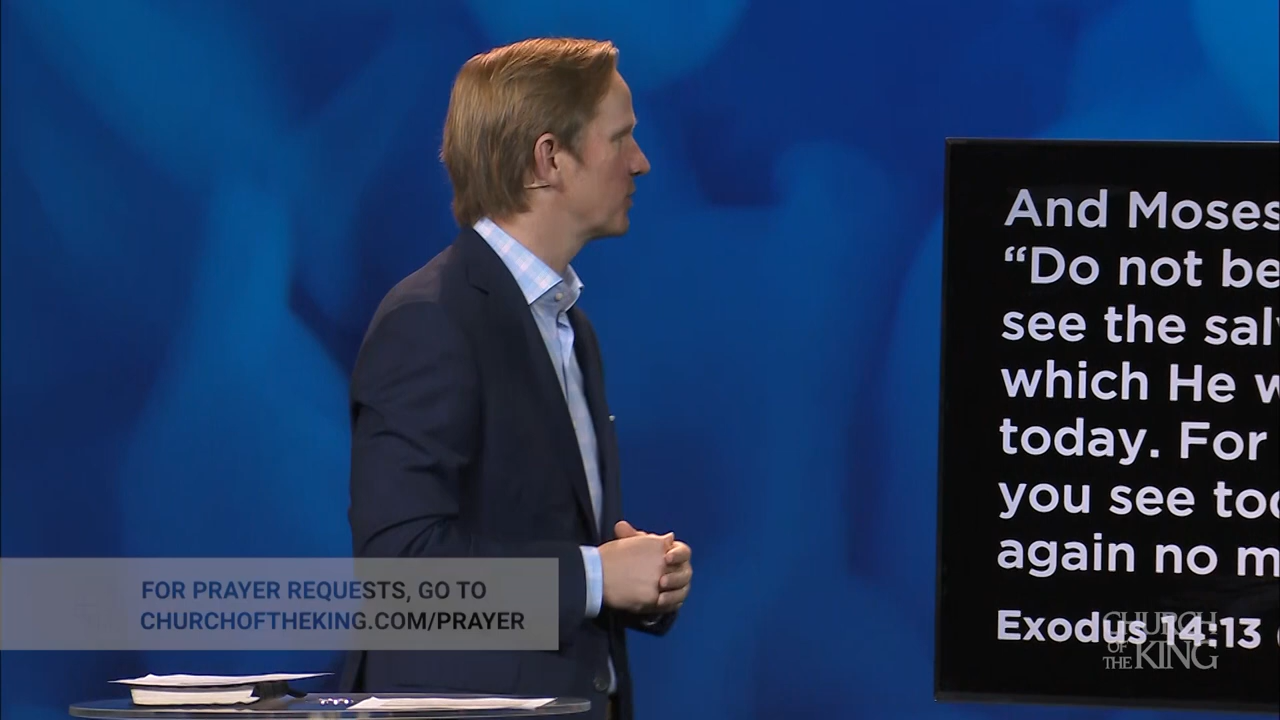 FOR PRAYER REQUESTS, GO TO
CHURCHOFTHEKING.COM/PRAYER
And Moses
“Do not be
see the sal
which He w
today. For
you see to
again no m
Exodus 14:13
CHURCH
OF
THE KING